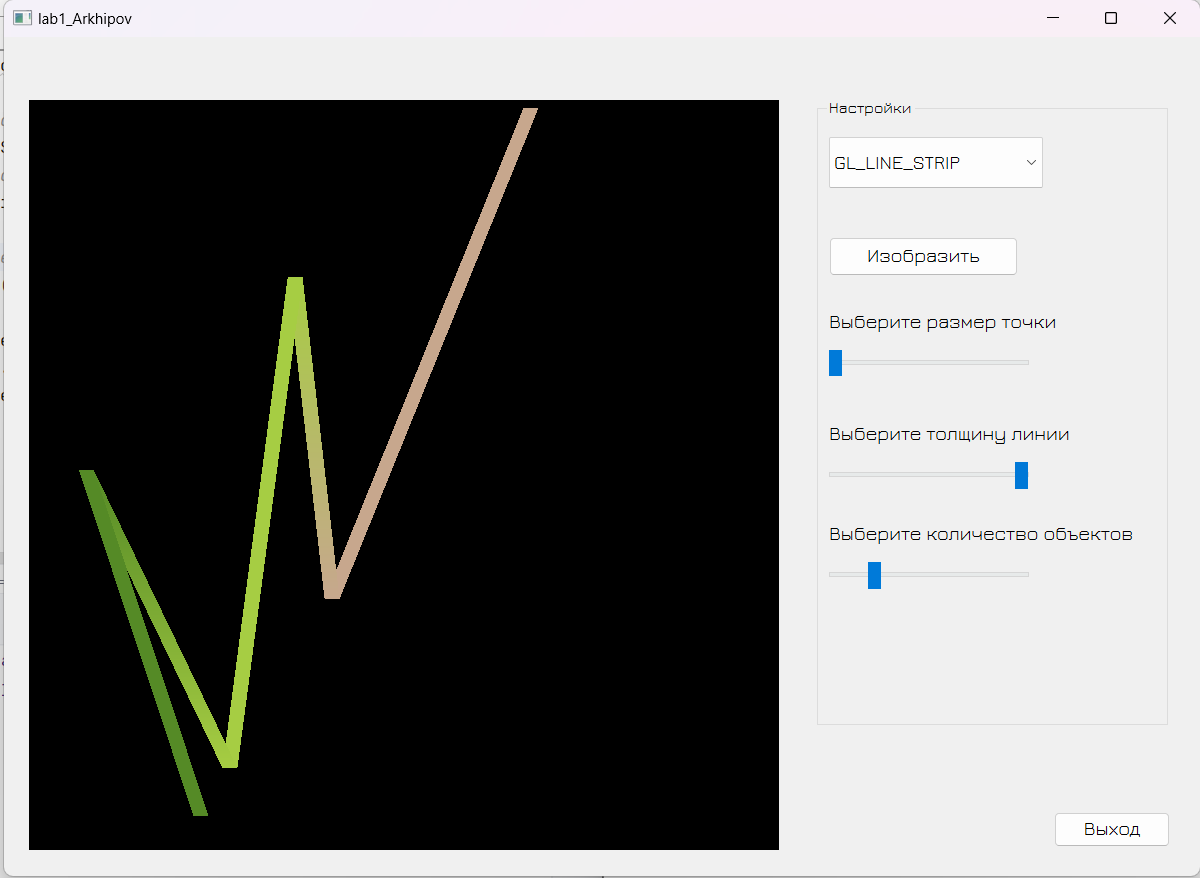 lab1_Arkhipov
Настройки
GL_LINE_STRIP
Изобразить
Выберите размер точки
Выберите толщину линии
Выберите количество объектов
Выход